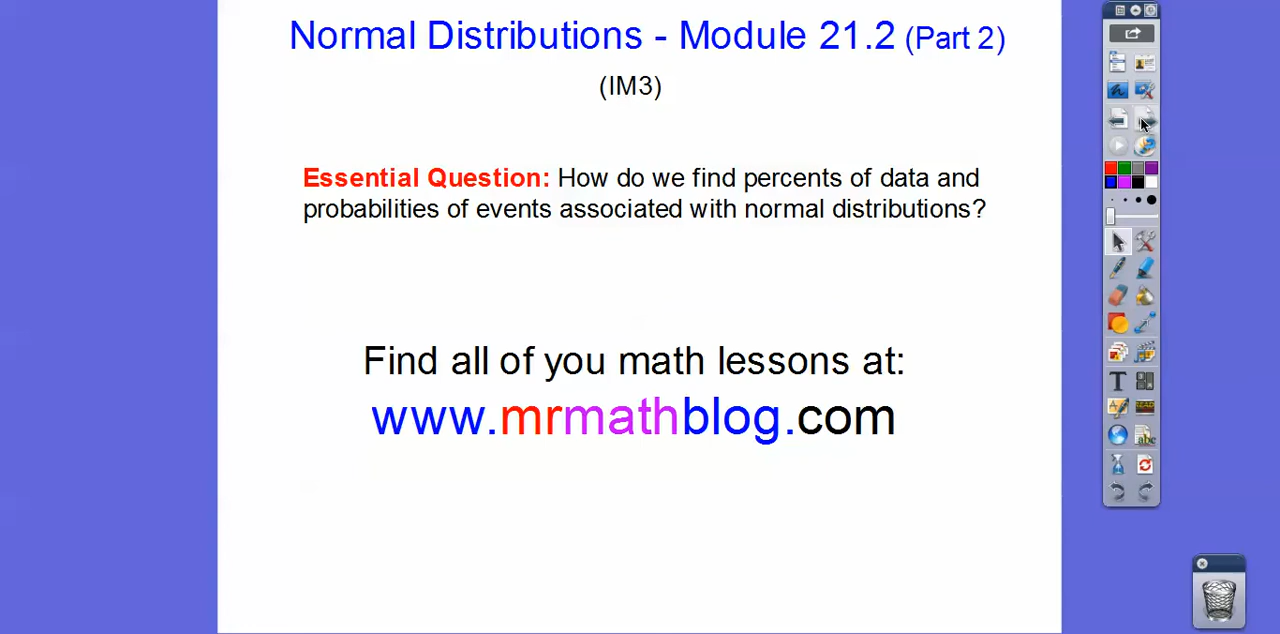 Normal Distributions - Module 21.2 (Part 2)
(IM3)
Essential Question: How do we find percents of data and
probabilities of events associated with normal distributions?
Find all of you math lessons at:
www.mrmathblog.com